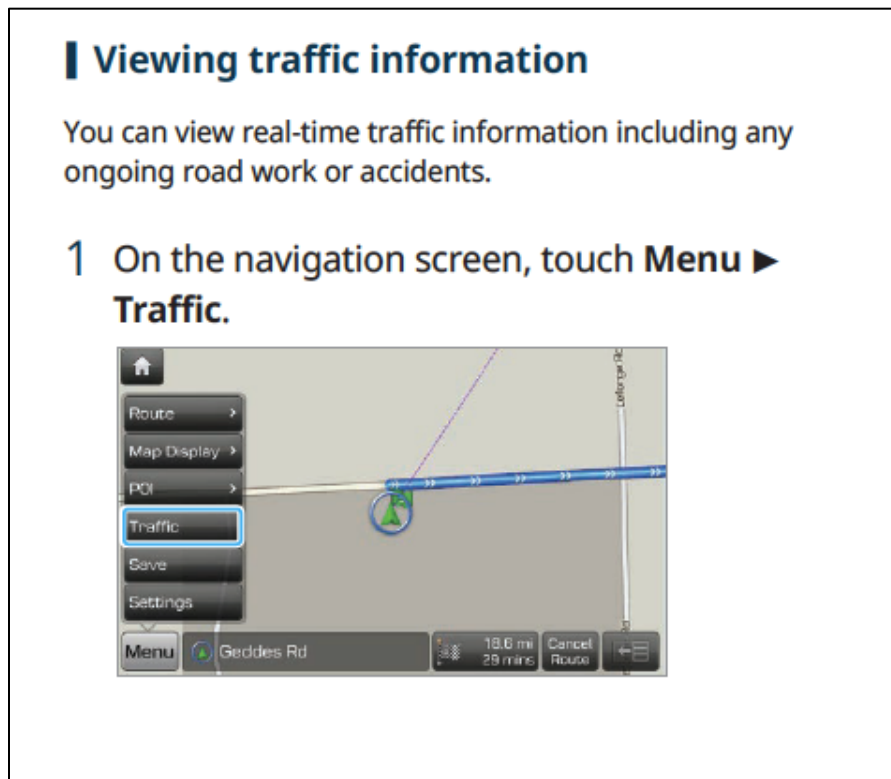 Viewing traffic information
You can view real-time traffic information including any
ongoing road work or accidents.
1 On the navigation screen, touch Menu ▶
Traffic.
Route >
Map Display >
POI >
Traffic
Save
Settings
Menu
Geddes Rd
18.6 mi
29 mins
Cancel
Route